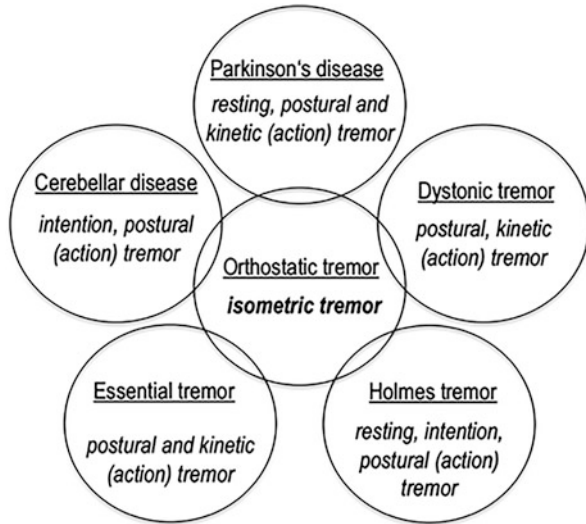 Parkinson‘s disease
resting, postural and
kinetic (action) tremor
Cerebellar disease
intention, postural
(action) tremor
Dystonic tremor
postural, kinetic
(action) tremor
Orthostatic tremor
isometric tremor
Essential tremor
postural and kinetic
(action) tremor
Holmes tremor
resting, intention,
postural (action)
tremor